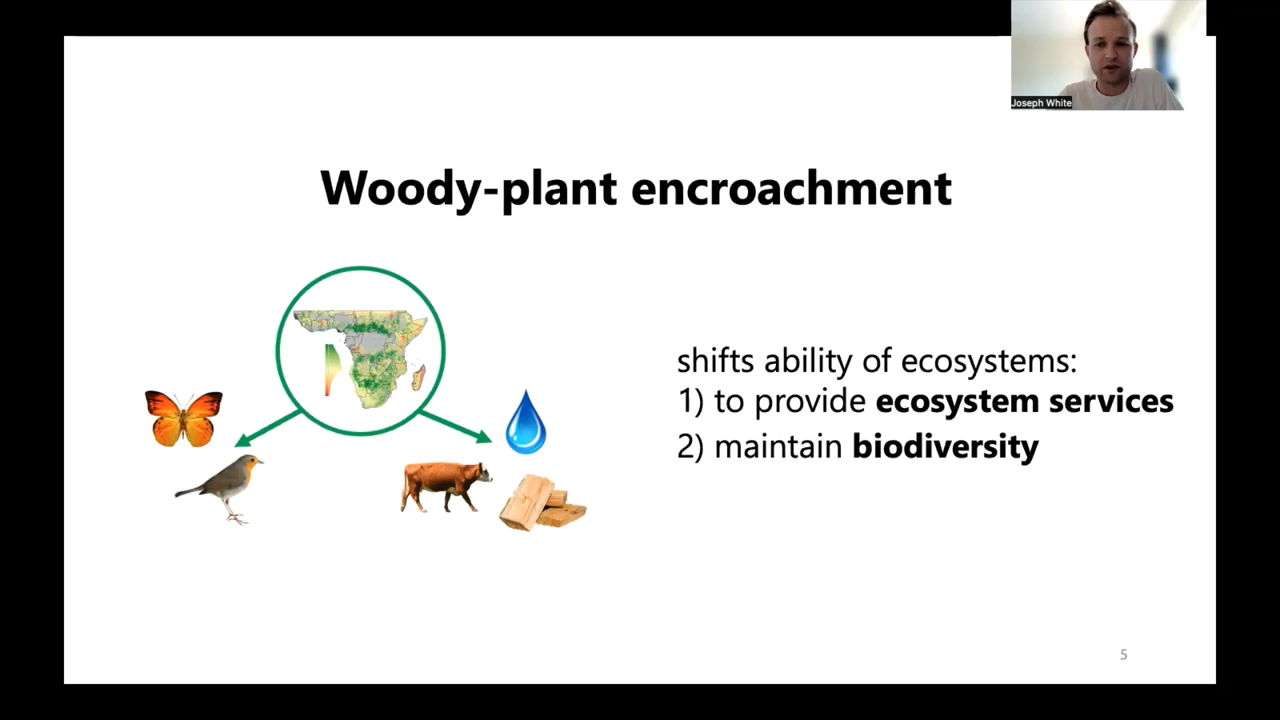 Joseph White
Woody-plant encroachment
shifts ability of ecosystems:
1) to provide ecosystem services
2) maintain biodiversity
5